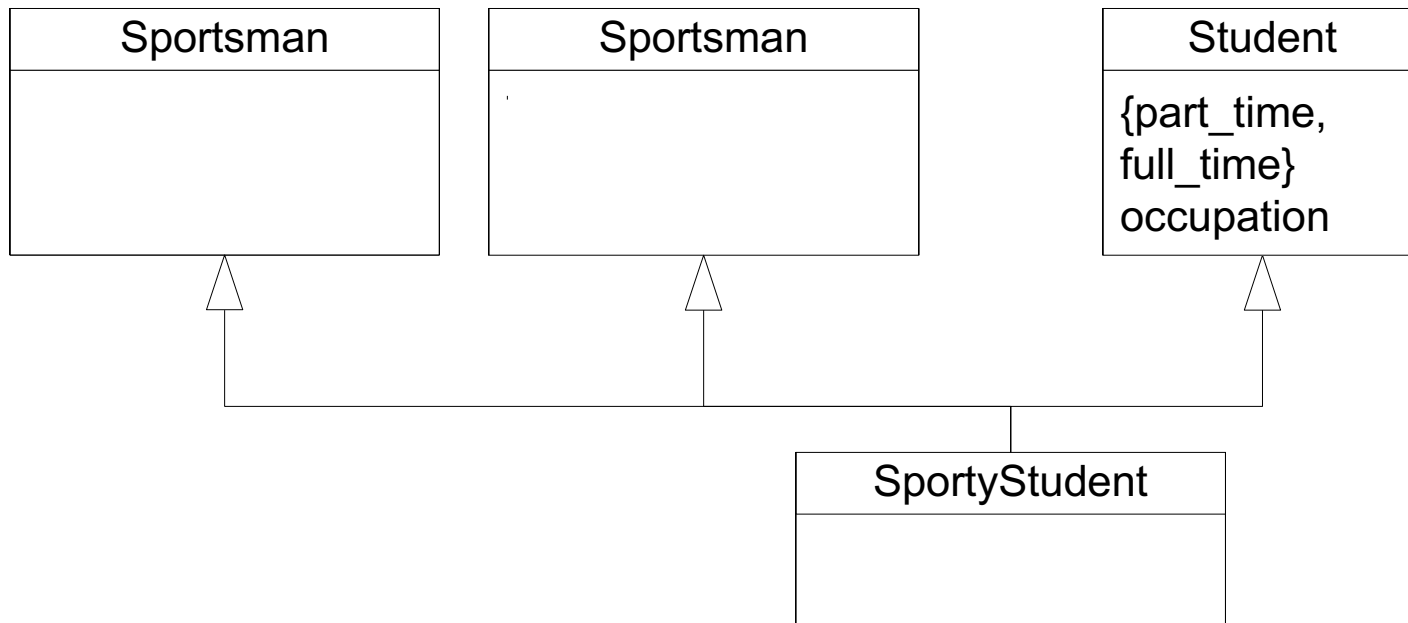 Sportsman
Sportsman
Student
{part_time,
full_time}
occupation
SportyStudent